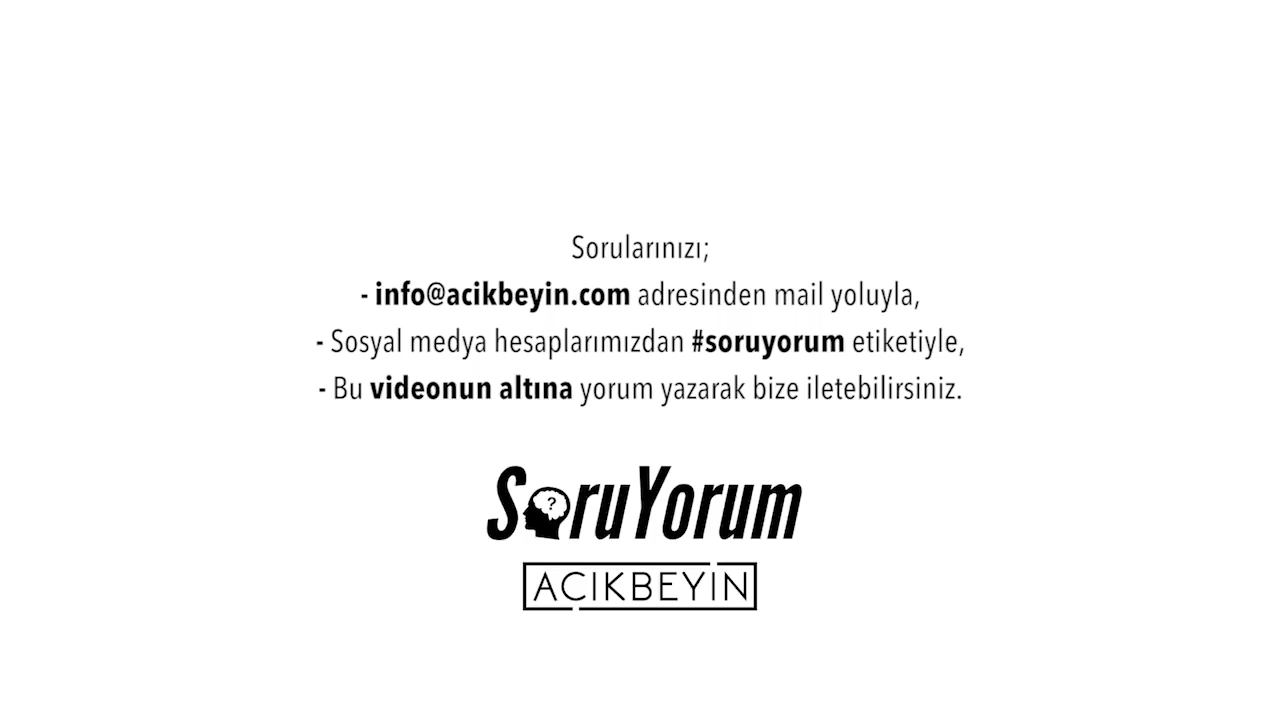 Sorularınızı;
- info@acikbeyin.com adresinden mail yoluyla,
- Sosyal medya hesaplarımızdan #soruyorum etiketiyle,
- Bu videonun altına yorum yazarak bize iletebilirsiniz.
SoruYorum
AÇIKBEYİN